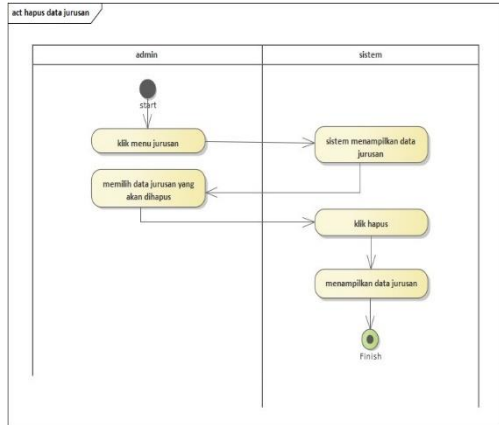 act hapus data jurusan
admin
sistem
start
klik menu jurusan
sistem menampilkan data
jurusan
memilih data jurusan yang
akan dihapus
klik hapus
menampilkan data jurusan
Finish